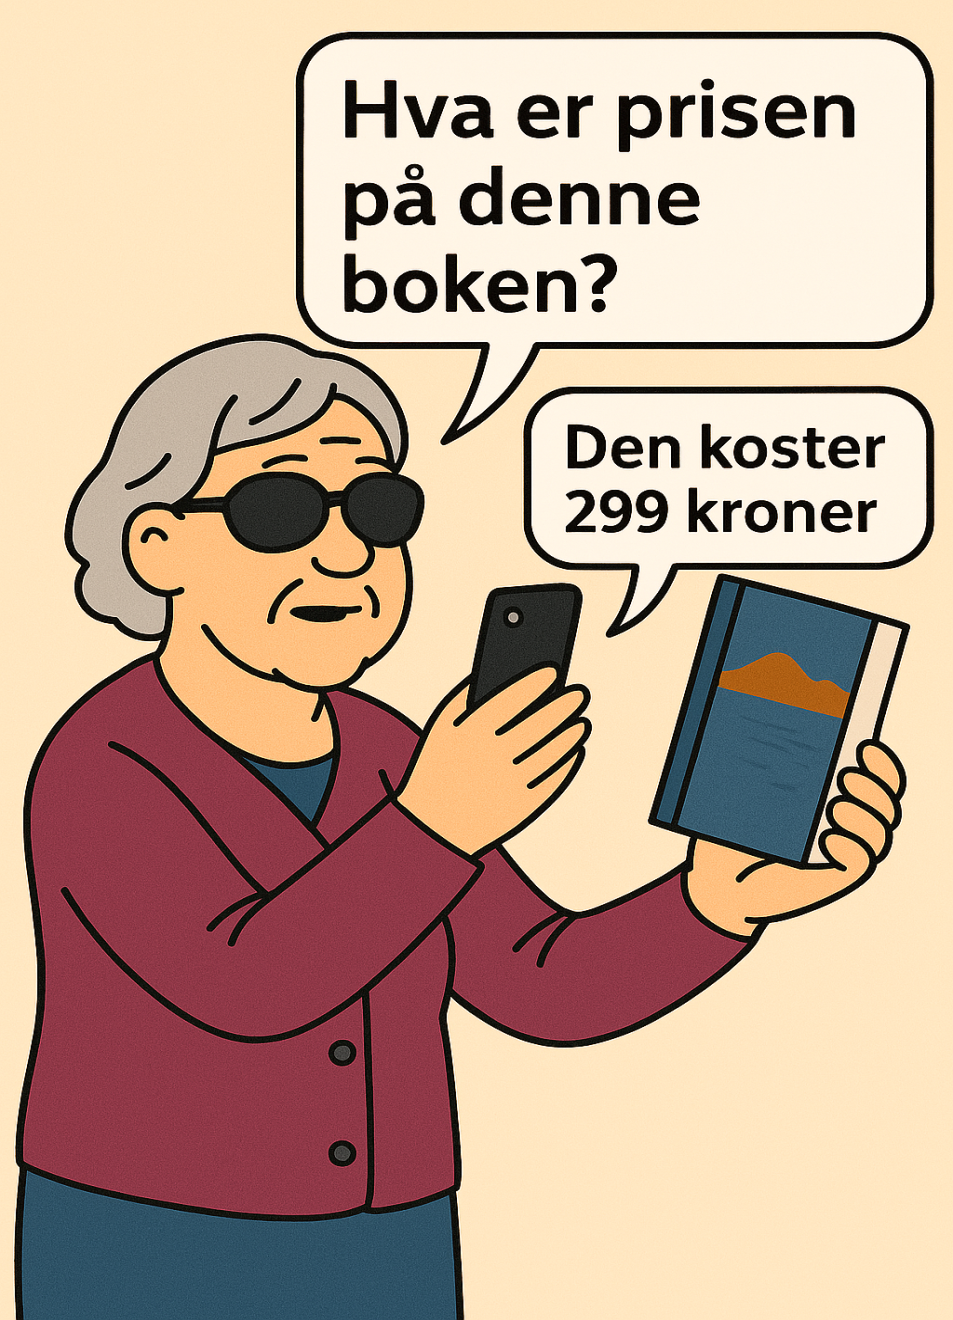 Hva er prisen
på denne
boken?
Den koster
299 kroner